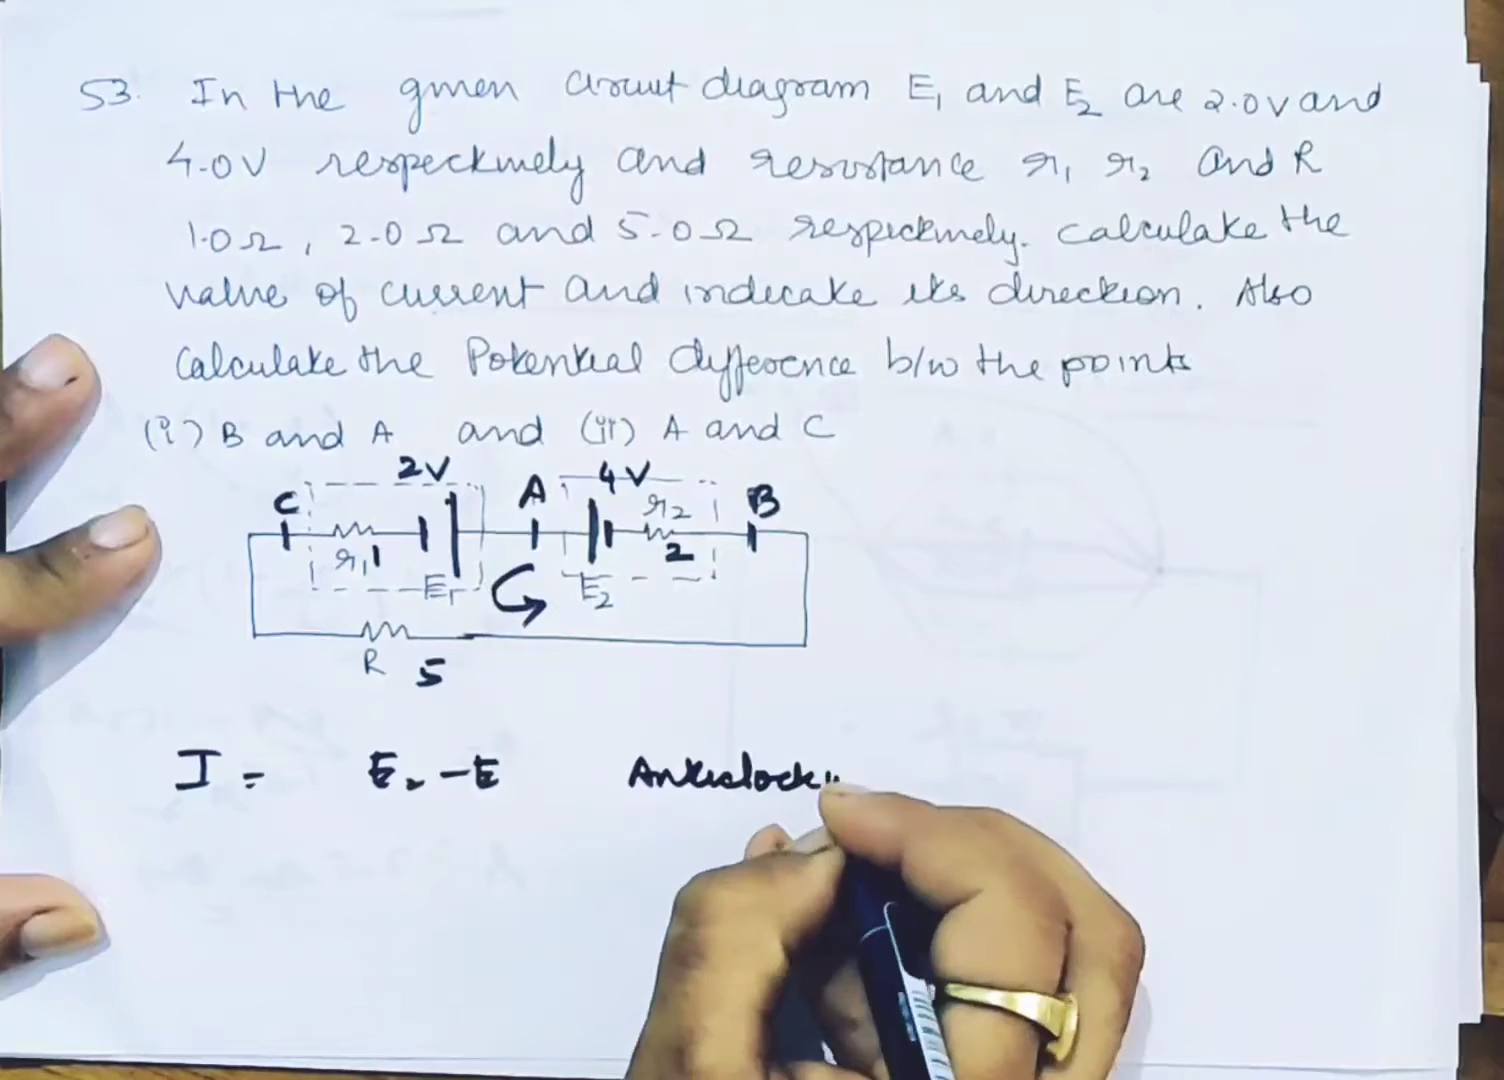 53. In the given circuit diagram E₁ and E₂ are 2.0V and
4.0V respectively and resistance r₁ r₂ and R
1.0Ω, 2.0Ω and 5.0Ω respectively. Calculate the
value of current and indicate its direction. Also
Calculate the Potential difference b/w the points
(i) B and A and (ii) A and C
2V 4V
C A r₂ B
r₁ 1 2
E₁ E₂
R 5
I = E₂ - E Anticlock